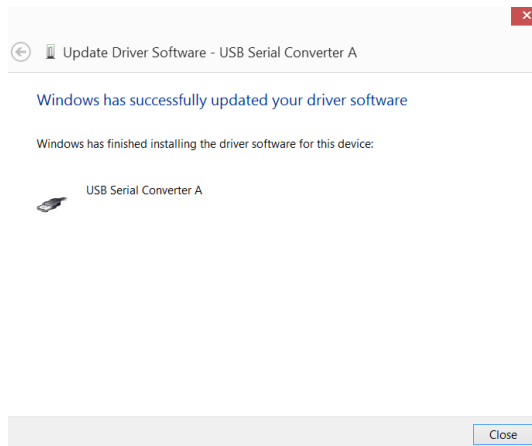 Update Driver Software - USB Serial Converter A
Windows has successfully updated your driver software
Windows has finished installing the driver software for this device:
USB Serial Converter A
Close